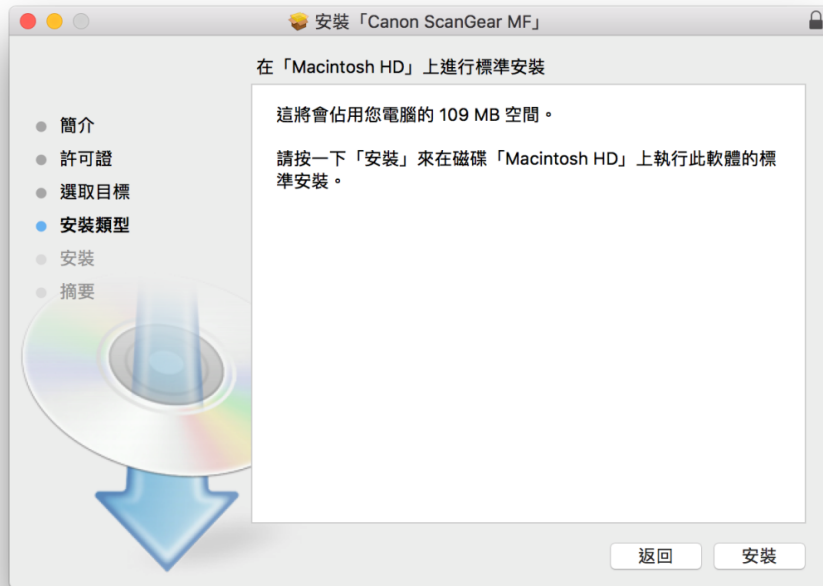 安裝「Canon ScanGear MF」
在「Macintosh HD」上進行標準安裝
簡介
許可證
選取目標
安裝類型
安裝
摘要
這將會佔用您電腦的 109 MB 空間。
請按一下「安裝」來在磁碟「Macintosh HD」上執行此軟體的標
準安裝。
返回
安裝